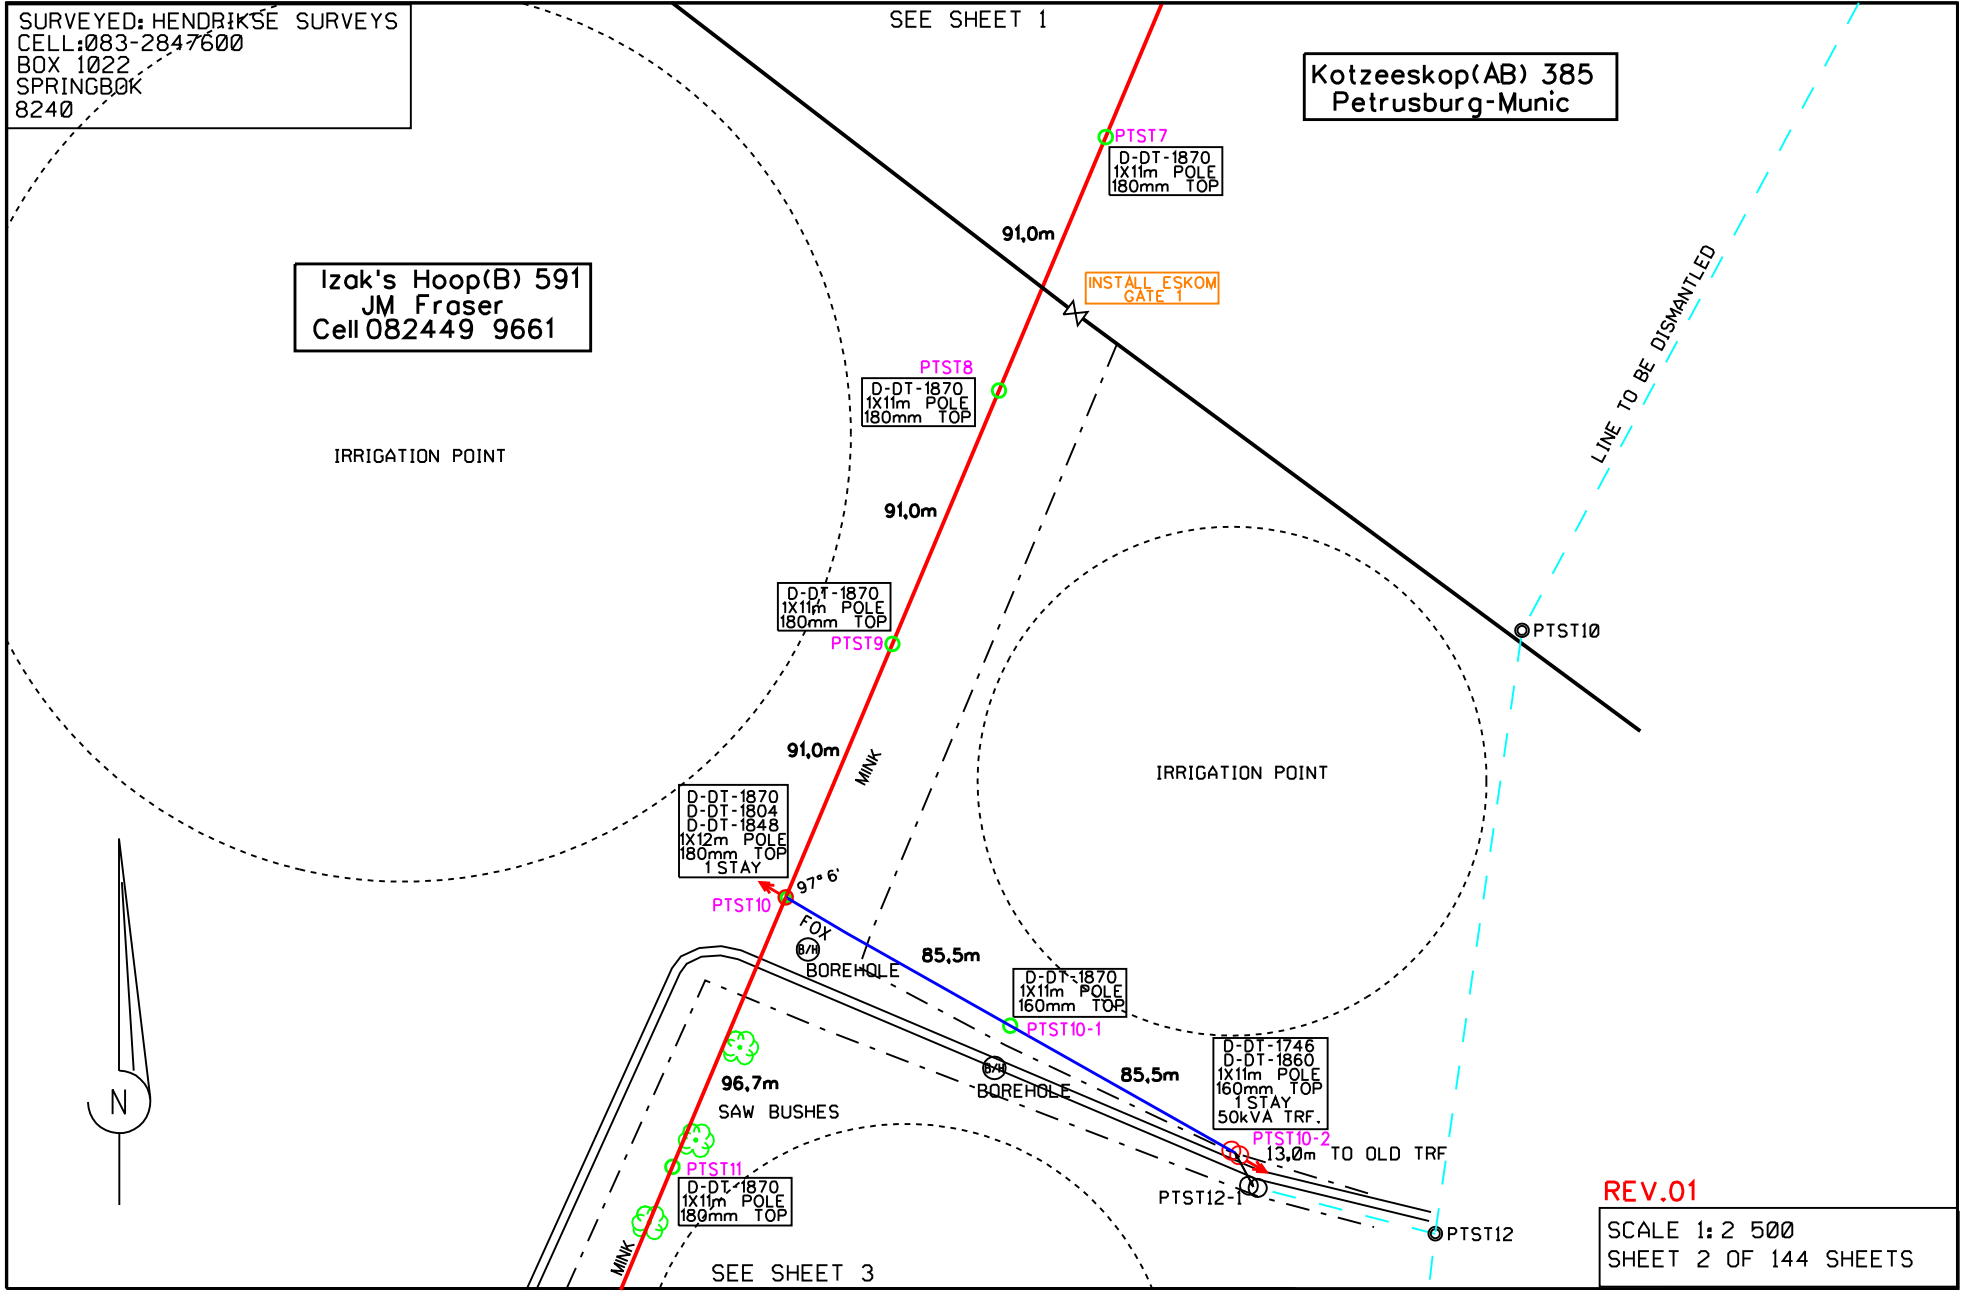 SURVEYED: HENDRIKSE SURVEYS
CELL:083-2847600
BOX 1022
SPRINGBØK
8240
SEE SHEET 1
Kotzeeskop(AB) 385
Petrusburg-Munic
PTST7
D-DT-1870
1X11m POLE
180mm TOP
91,0m
INSTALL ESKOM
GATE 1
Izak's Hoop(B) 591
JM Fraser
Cell 082449 9661
LINE TO BE DISMANTLED
PTST8
D-DT-1870
1X11m POLE
180mm TOP
IRRIGATION POINT
91,0m
D-DT-1870
1X11m POLE
180mm TOP
PTST9
PTST10
91,0m
MINK
IRRIGATION POINT
D-DT-1870
D-DT-1804
D-DT-1848
1X12m POLE
180mm TOP
1 STAY
97° 6'
PTST10
FOX
B/H
BOREHOLE
85,5m
D-DT-1870
1X11m POLE
160mm TOP
PTST10-1
B/H
BOREHOLE
85,5m
D-DT-1746
D-DT-1860
1X11m POLE
160mm TOP
1 STAY
50kVA TRF.
PTST10-2
13,0m TO OLD TRF
96,7m
SAW BUSHES
N
PTST11
D-DT-1870
1X11m POLE
180mm TOP
PTST12-1
PTST12
MINK
SEE SHEET 3
REV.01
SCALE 1:2 500
SHEET 2 OF 144 SHEETS